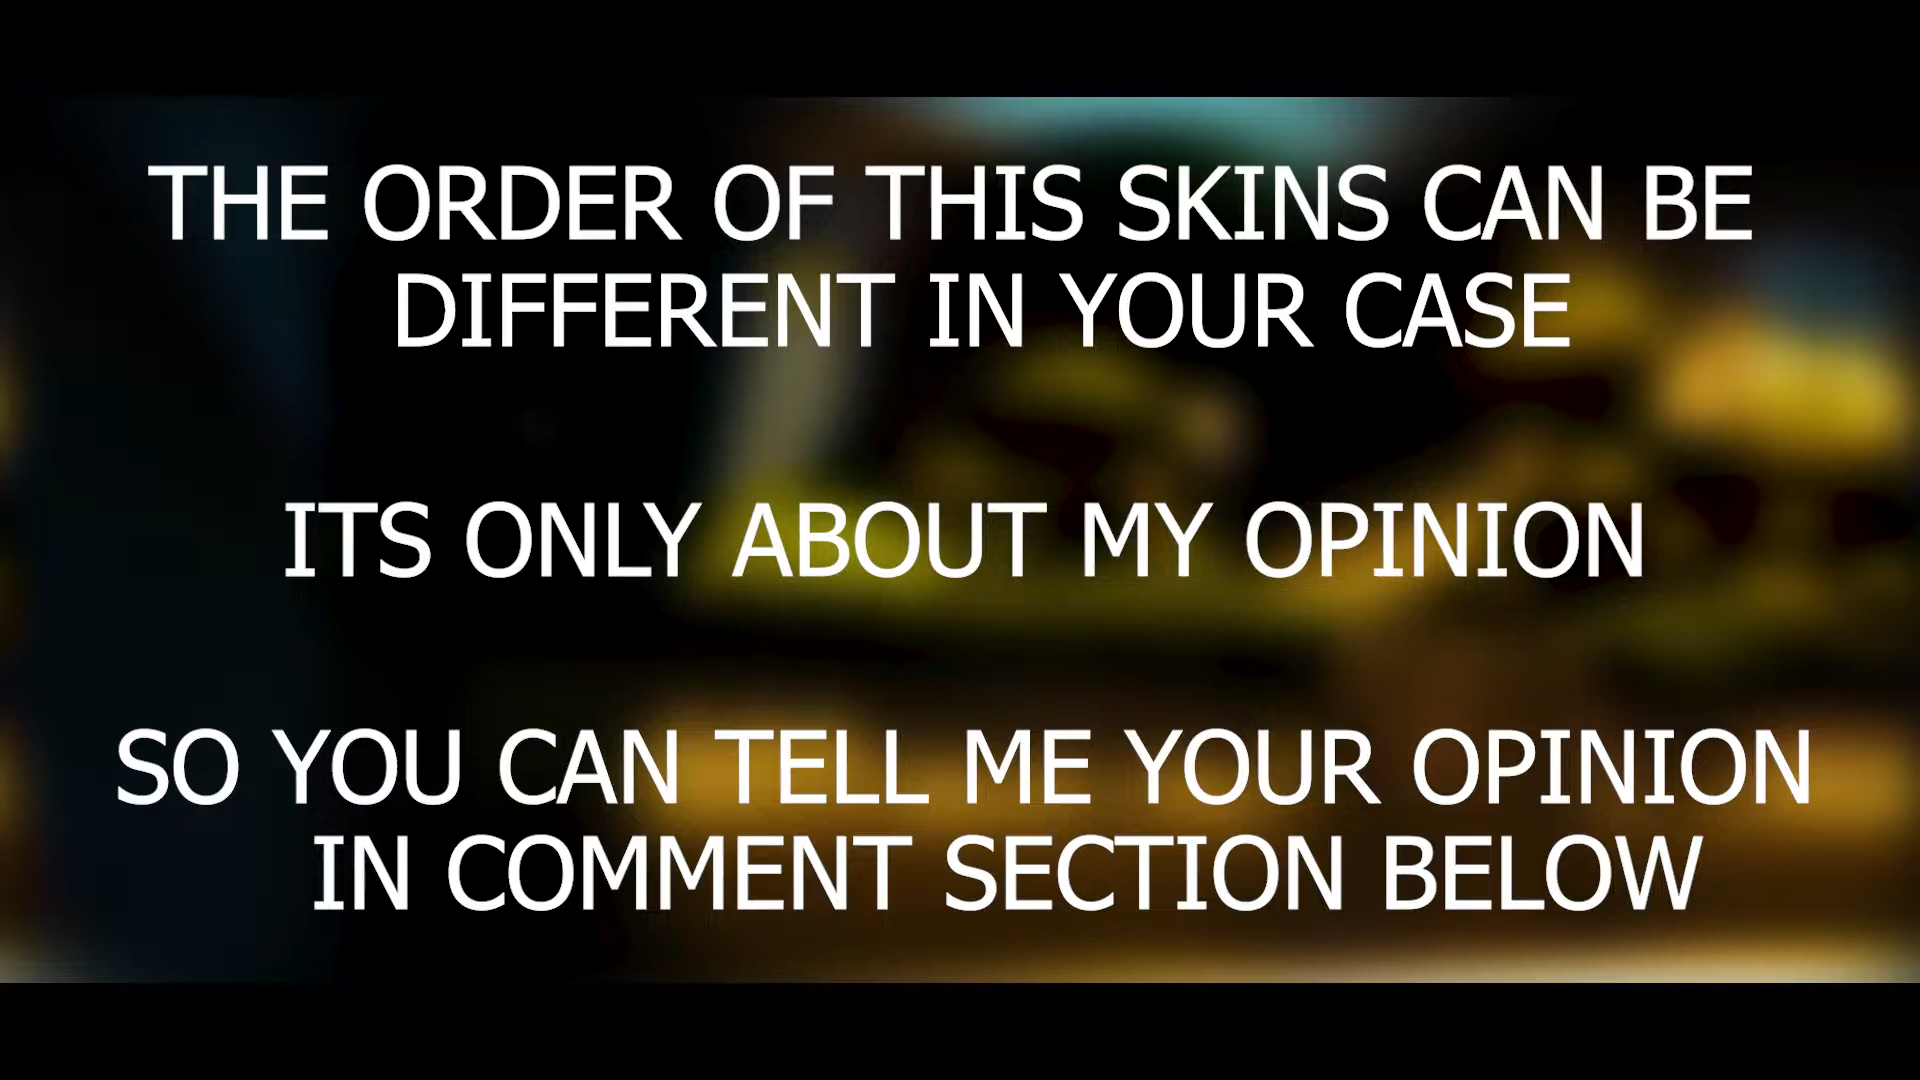 THE ORDER OF THIS SKINS CAN BE
DIFFERENT IN YOUR CASE
ITS ONLY ABOUT MY OPINION
SO YOU CAN TELL ME YOUR OPINION
IN COMMENT SECTION BELOW